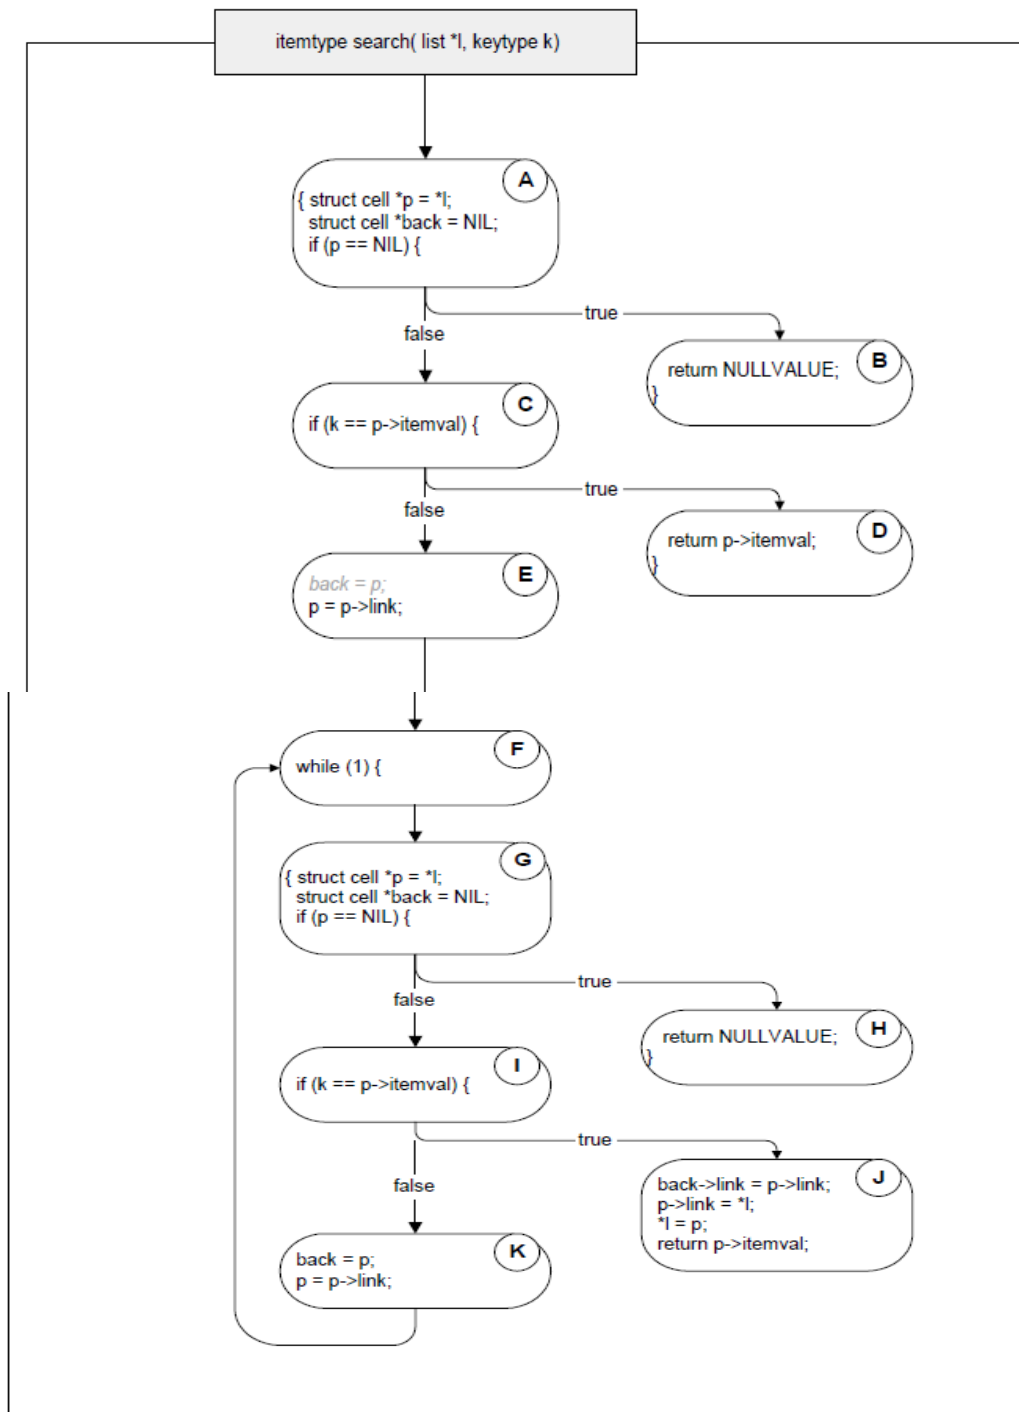 itemtype search( list *l, keytype k)
A
{ struct cell *p = *l;
struct cell *back = NIL;
if (p == NIL) {
true
false
B
return NULLVALUE;
}
C
if (k == p->itemval) {
true
false
D
return p->itemval;
}
E
back = p;
p = p->link;
F
while (1) {
G
{ struct cell *p = *l;
struct cell *back = NIL;
if (p == NIL) {
true
false
H
return NULLVALUE;
}
I
if (k == p->itemval) {
true
false
J
back->link = p->link;
p->link = *l;
*l = p;
return p->itemval;
K
back = p;
p = p->link;